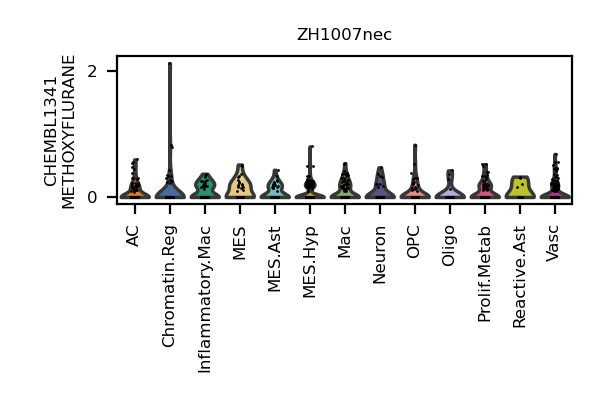 ZH1007nec
CHEMBL1341
METHOXYFLURANE
2
0
AC
Chromatin.Reg
Inflammatory.Mac
MES
MES.Ast
MES.Hyp
Mac
Neuron
OPC
Oligo
Prolif.Metab
Reactive.Ast
Vasc